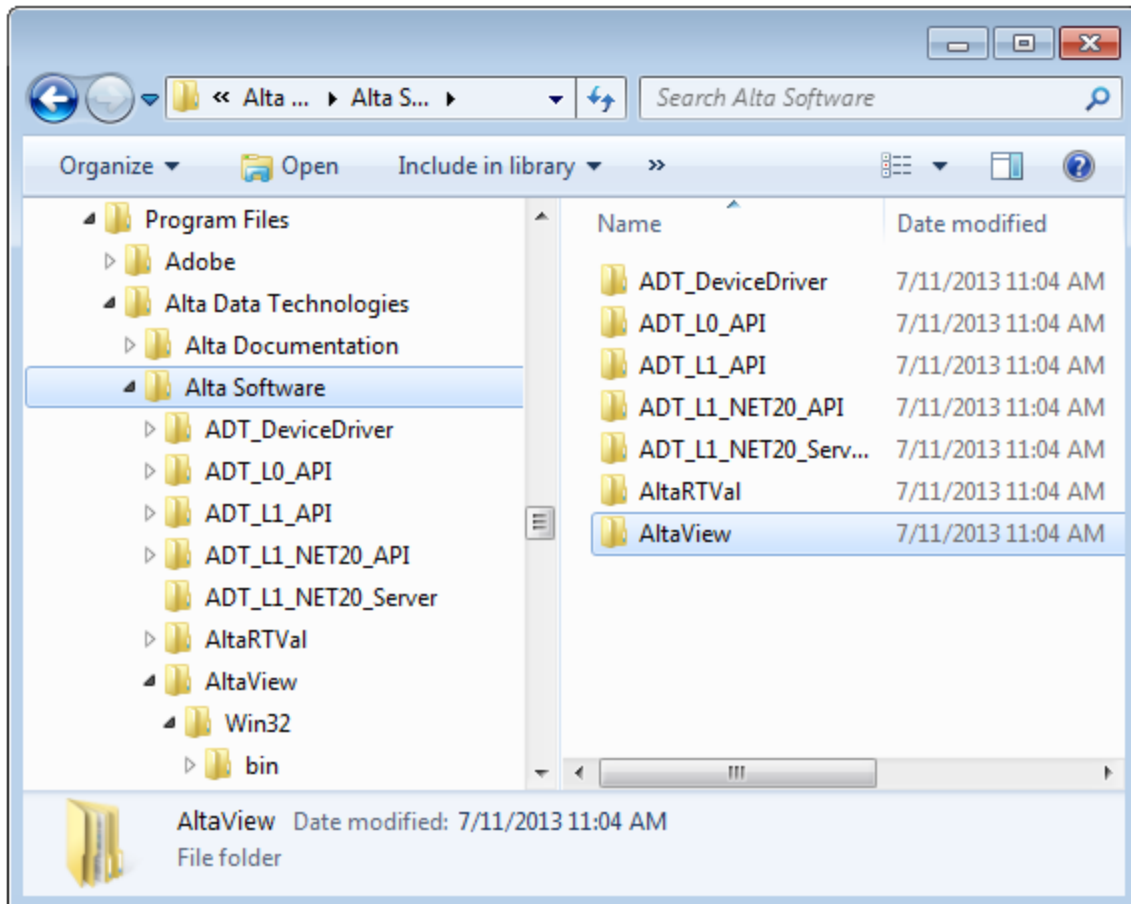 « Alta ... Alta S...
Search Alta Software
Organize Open Include in library »
Program Files
Adobe
Alta Data Technologies
Alta Documentation
Alta Software
ADT_DeviceDriver
ADT_L0_API
ADT_L1_API
ADT_L1_NET20_API
ADT_L1_NET20_Server
AltaRTVal
AltaView
Win32
bin
Name Date modified
ADT_DeviceDriver 7/11/2013 11:04 AM
ADT_L0_API 7/11/2013 11:04 AM
ADT_L1_API 7/11/2013 11:04 AM
ADT_L1_NET20_API 7/11/2013 11:04 AM
ADT_L1_NET20_Serv... 7/11/2013 11:04 AM
AltaRTVal 7/11/2013 11:04 AM
AltaView 7/11/2013 11:04 AM
AltaView Date modified: 7/11/2013 11:04 AM
File folder